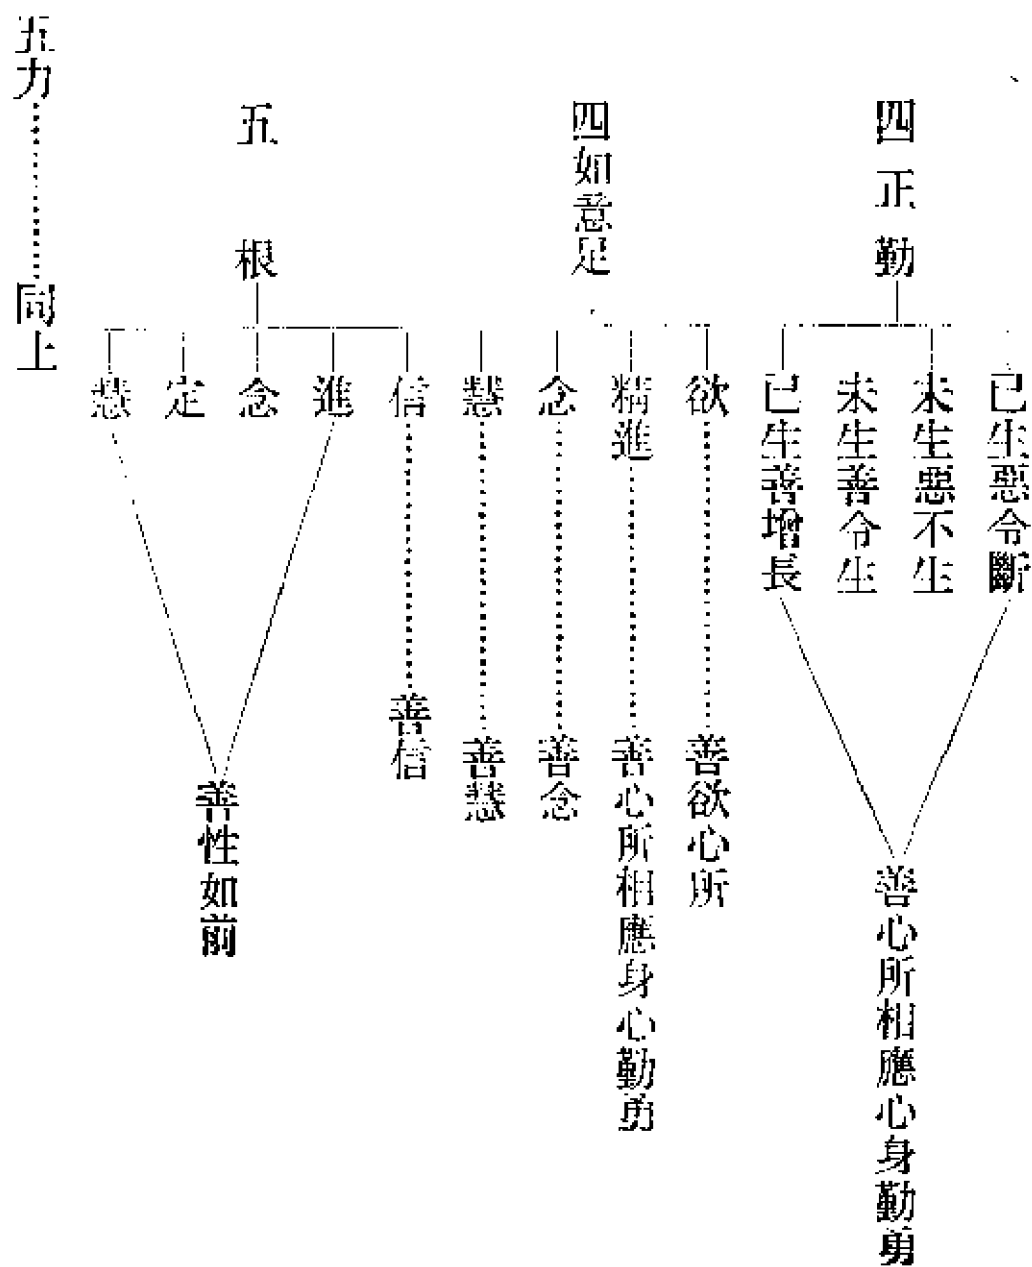 四正勤
已生惡令斷
未生惡不生
未生善令生
已生善增長
善心所相應心身勤勇
四如意足
欲
善欲心所
精進
善心所相應身心勤勇
念
善念
慧
善慧
五根
信
善信
進
念
定
慧
善性如前
五力
同上